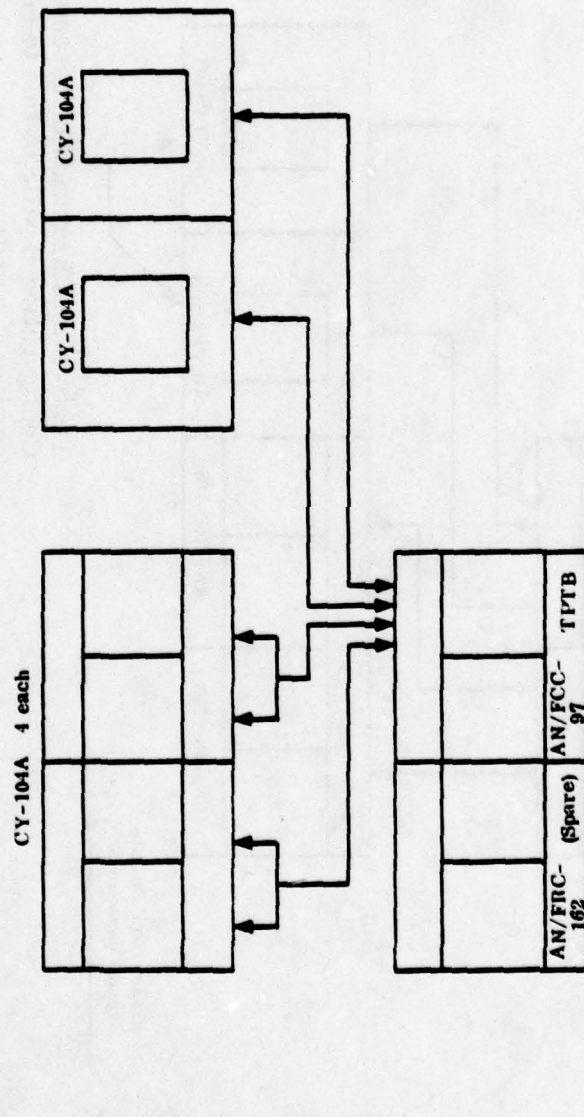 CY-104A 4 each
CY-104A
CY-104A
AN/FRC-
162
(Spare)
AN/FCC-
97
TPTB